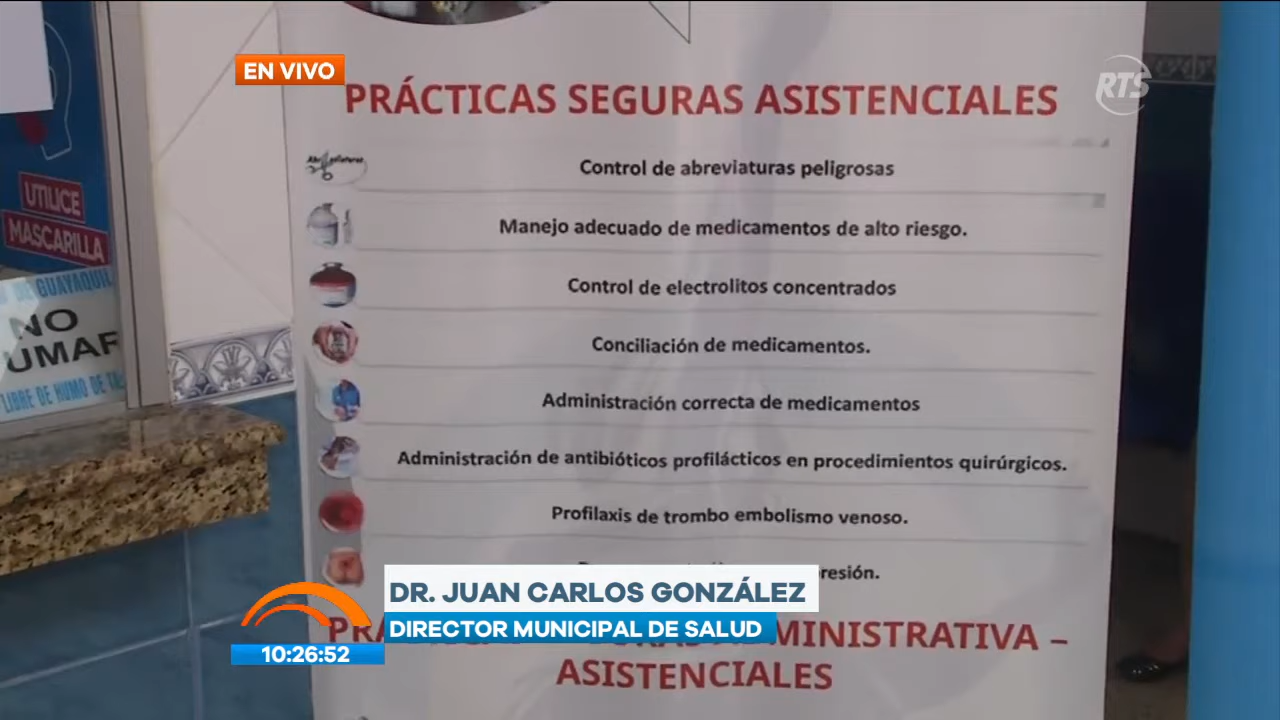 EN VIVO
RTS
PRÁCTICAS SEGURAS ASISTENCIALES
Control de abreviaturas peligrosas
Manejo adecuado de medicamentos de alto riesgo.
Control de electrolitos concentrados
Conciliación de medicamentos.
Administración correcta de medicamentos
Administración de antibióticos profilácticos en procedimientos quirúrgicos.
Profilaxis de trombo embolismo venoso.
resión.
MINISTRATIVA –
ASISTENCIALES
UTILICE
MASCARILLA
DE GUAYAQUIL
NO
UMAR
LIBRE DE HUMO DE TA
DR. JUAN CARLOS GONZÁLEZ
DIRECTOR MUNICIPAL DE SALUD
10:26:52